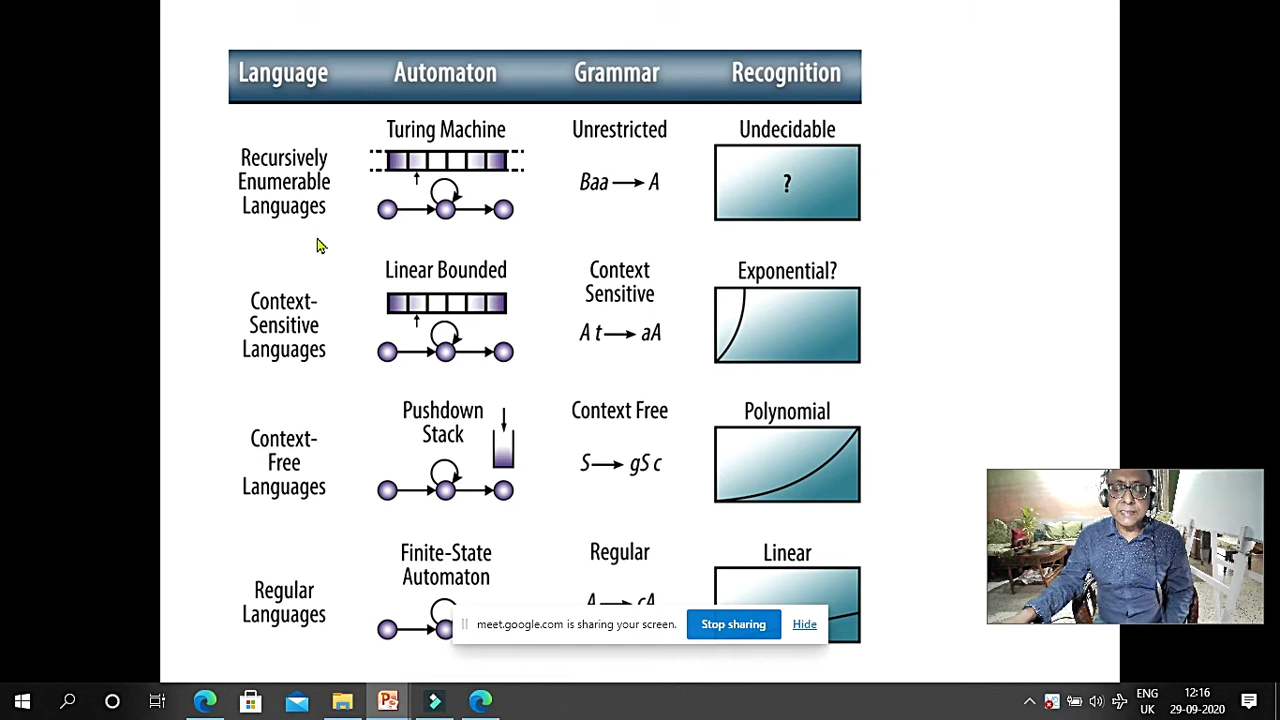 Language Automaton Grammar Recognition
Turing Machine
Unrestricted
Undecidable
Recursively
Enumerable
Languages
Baa → A
?
Linear Bounded
Context
Sensitive
Exponential?
Context-
Sensitive
Languages
A t → aA
Pushdown
Stack
Context Free
Polynomial
Context-
Free
Languages
S → gS c
Finite-State
Automaton
Regular
Linear
Regular
Languages
A → cA
meet.google.com is sharing your screen. Stop sharing Hide
ENG
UK
12:16
29-09-2020